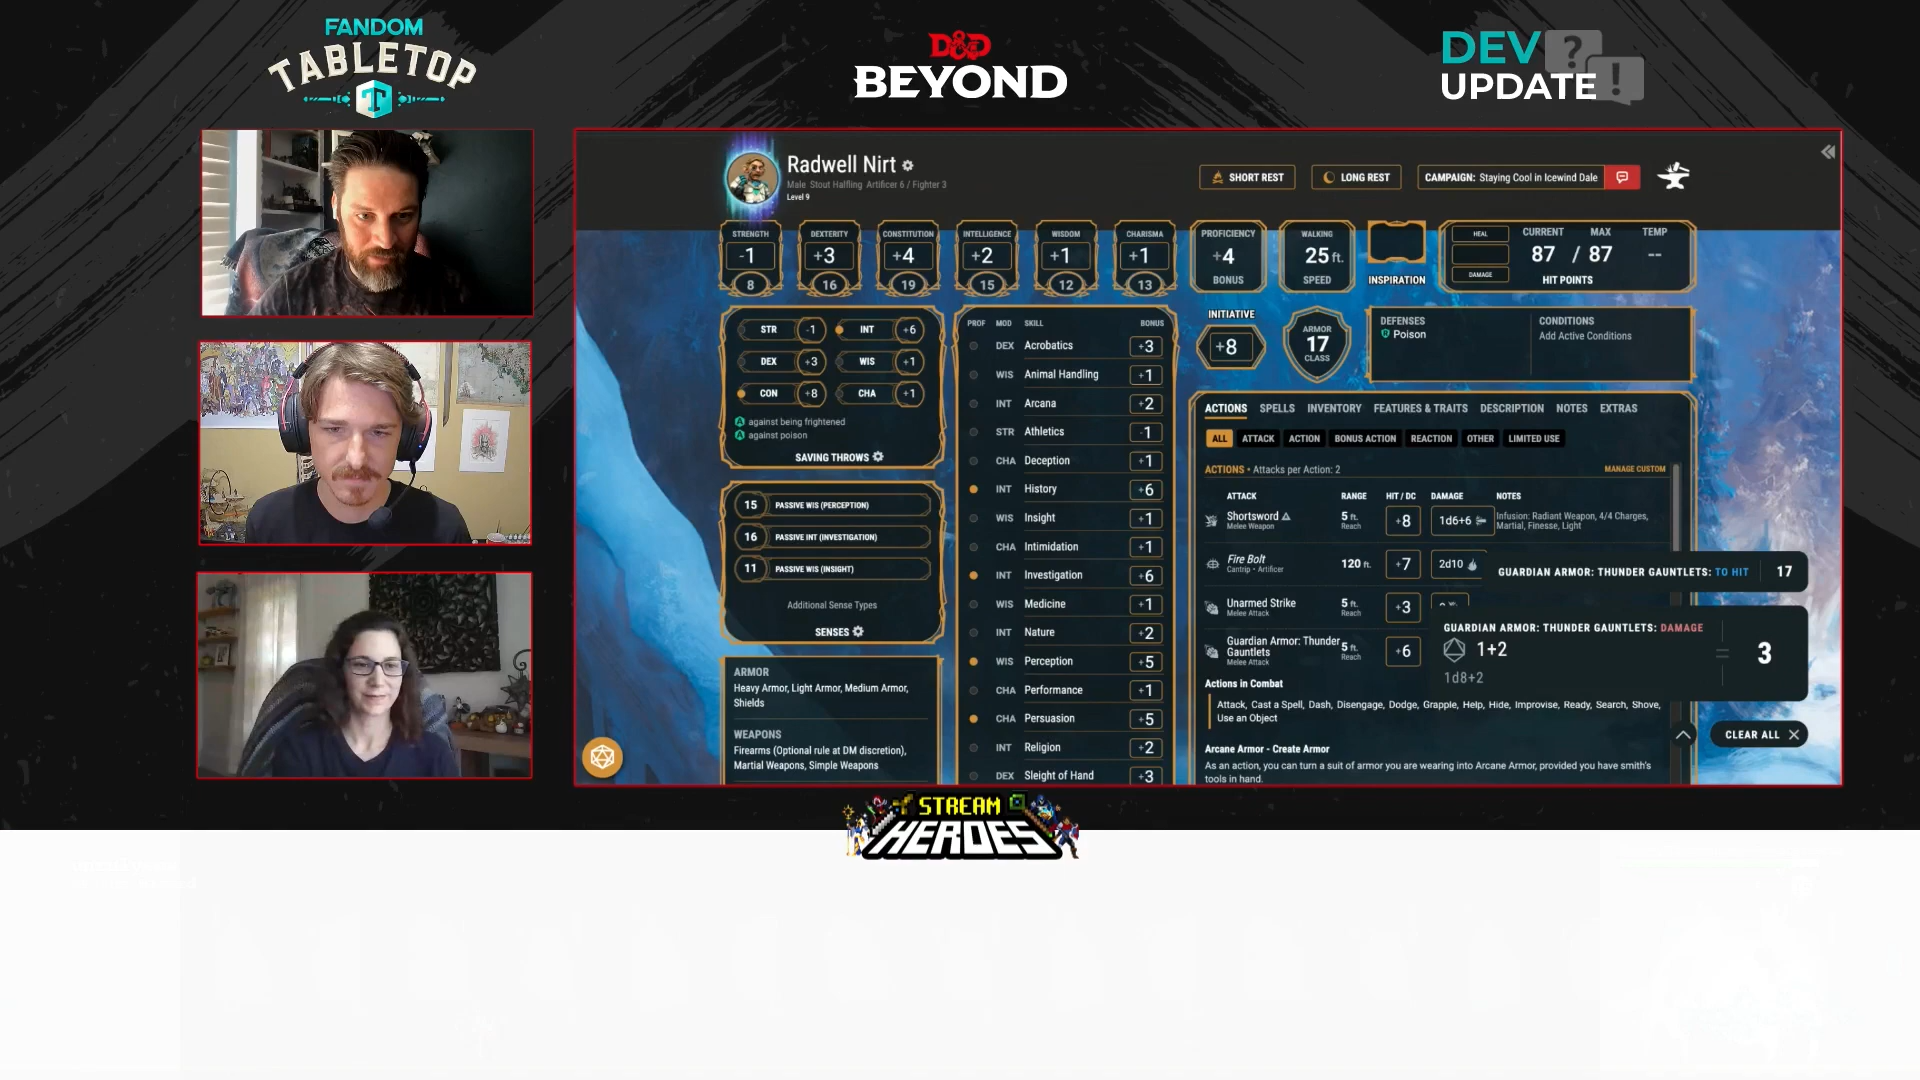 FANDOM
TABLETOP
T
D&D
BEYOND
DEV ?
UPDATE !
Radwell Nirt
Male Stout Halfling Artificer 6 / Fighter 3
Level 9
SHORT REST
LONG REST
CAMPAIGN: Staying Cool in Icewind Dale
STRENGTH
-1
8
DEXTERITY
+3
16
CONSTITUTION
+4
19
INTELLIGENCE
+2
15
WISDOM
+1
12
CHARISMA
+1
13
PROFICIENCY
+4
BONUS
WALKING
25 ft.
SPEED
INSPIRATION
HEAL
DAMAGE
CURRENT MAX TEMP
87 / 87 --
HIT POINTS
STR -1 INT +6
DEX +3 WIS +1
CON +8 CHA +1
against being frightened
against poison
SAVING THROWS
15 PASSIVE WIS (PERCEPTION)
16 PASSIVE INT (INVESTIGATION)
11 PASSIVE WIS (INSIGHT)
Additional Sense Types
SENSES
ARMOR
Heavy Armor, Light Armor, Medium Armor,
Shields
WEAPONS
Firearms (Optional rule at DM discretion),
Martial Weapons, Simple Weapons
PROF MOD SKILL BONUS
DEX Acrobatics +3
WIS Animal Handling +1
INT Arcana +2
STR Athletics -1
CHA Deception +1
INT History +6
WIS Insight +1
CHA Intimidation +1
INT Investigation +6
WIS Medicine +1
INT Nature +2
WIS Perception +5
CHA Performance +1
CHA Persuasion +5
INT Religion +2
DEX Sleight of Hand +3
INITIATIVE
+8
ARMOR
17
CLASS
DEFENSES
Poison
CONDITIONS
Add Active Conditions
ACTIONS SPELLS INVENTORY FEATURES & TRAITS DESCRIPTION NOTES EXTRAS
ALL ATTACK ACTION BONUS ACTION REACTION OTHER LIMITED USE
ACTIONS • Attacks per Action: 2 MANAGE CUSTOM
ATTACK RANGE HIT / DC DAMAGE NOTES
Shortsword 5 ft. +8 1d6+6 Infusion: Radiant Weapon, 4/4 Charges,
Melee Weapon Reach Martial, Finesse, Light
Fire Bolt 120 ft. +7 2d10
Cantrip • Artificer
Unarmed Strike 5 ft. +3
Melee Attack Reach
Guardian Armor: Thunder
Gauntlets 5 ft. +6
Melee Attack Reach
GUARDIAN ARMOR: THUNDER GAUNTLETS: TO HIT 17
GUARDIAN ARMOR: THUNDER GAUNTLETS: DAMAGE
1+2 = 3
1d8+2
CLEAR ALL X
Actions in Combat
Attack, Cast a Spell, Dash, Disengage, Dodge, Grapple, Help, Hide, Improvise, Ready, Search, Shove,
Use an Object
Arcane Armor - Create Armor
As an action, you can turn a suit of armor you are wearing into Arcane Armor, provided you have smith's
tools in hand.
STREAM
HEROES